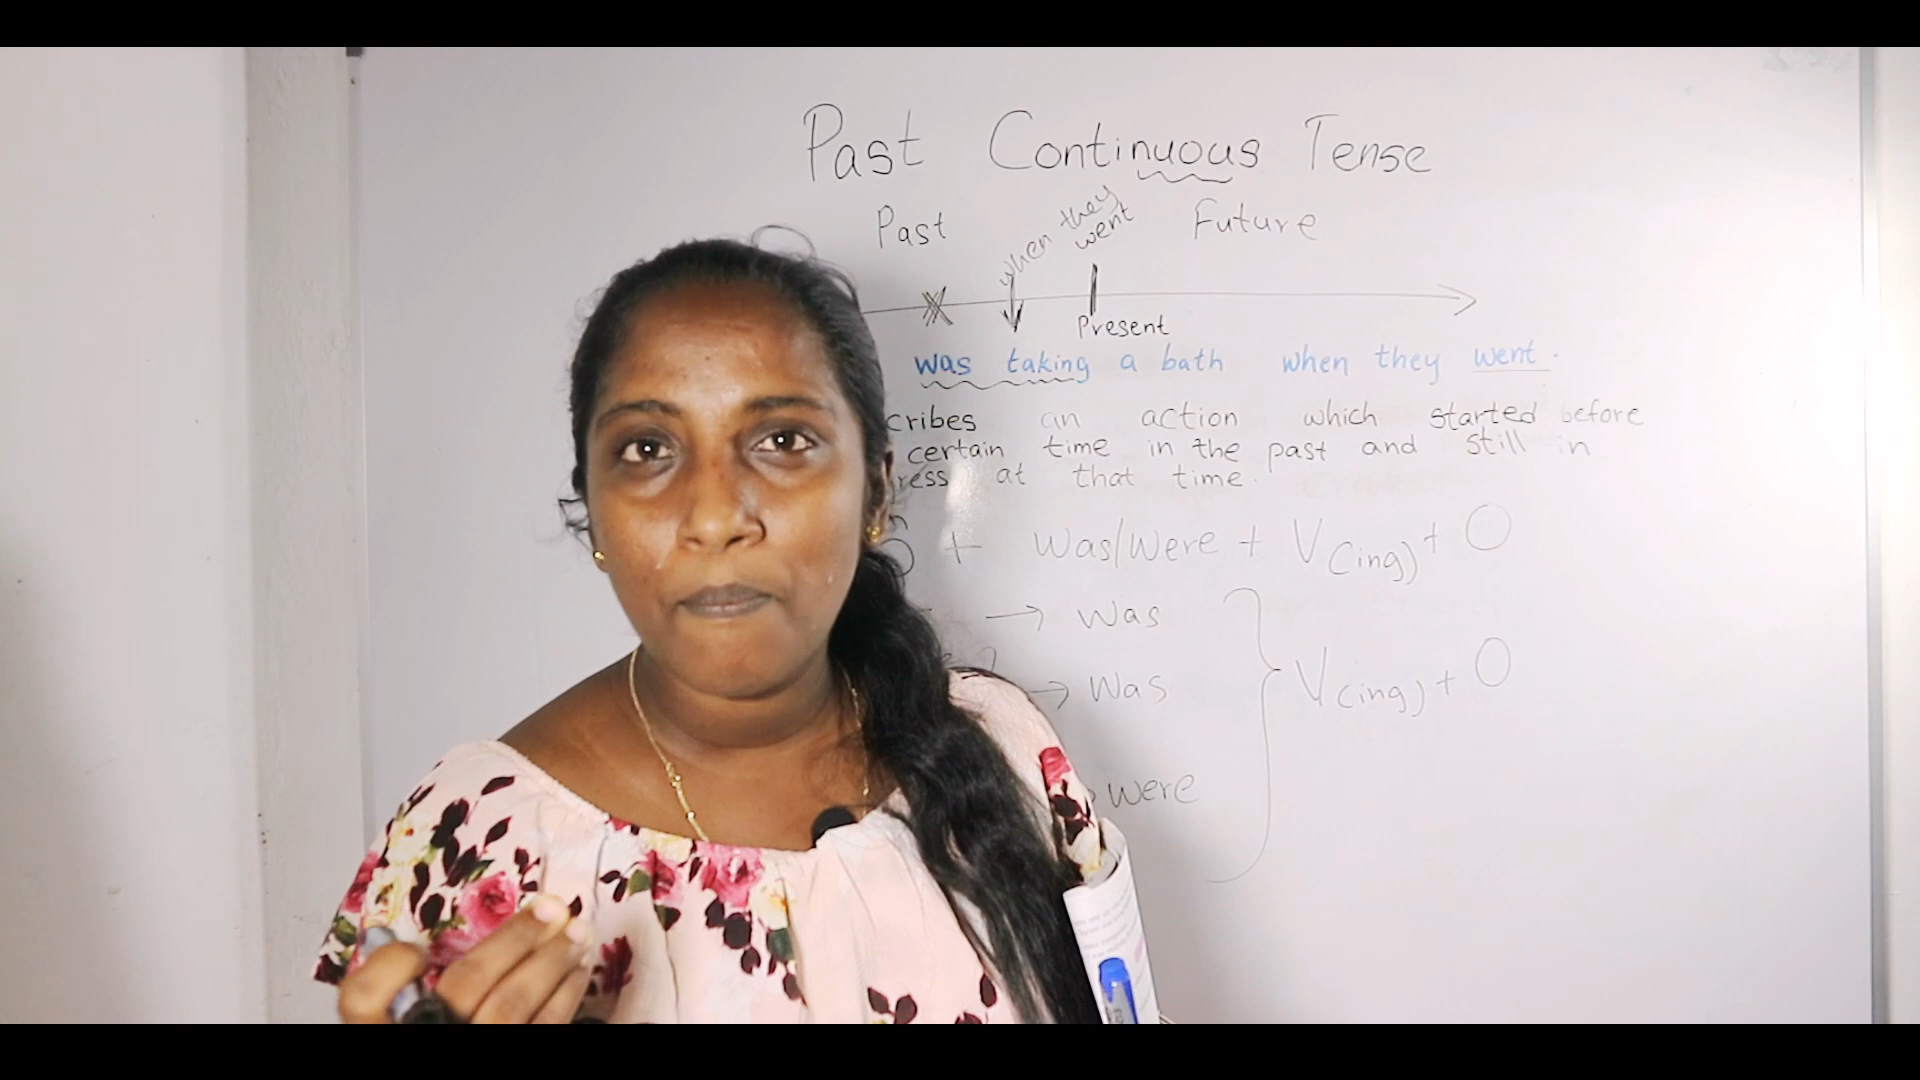 Past Continuous Tense
Past when they went Future
Present
was taking a bath when they went.
cribes an action which started before
certain time in the past and still in
ress at that time.
+ Was/Were + V(ing) + O
→ Was
→ Was
were
V(ing) + O